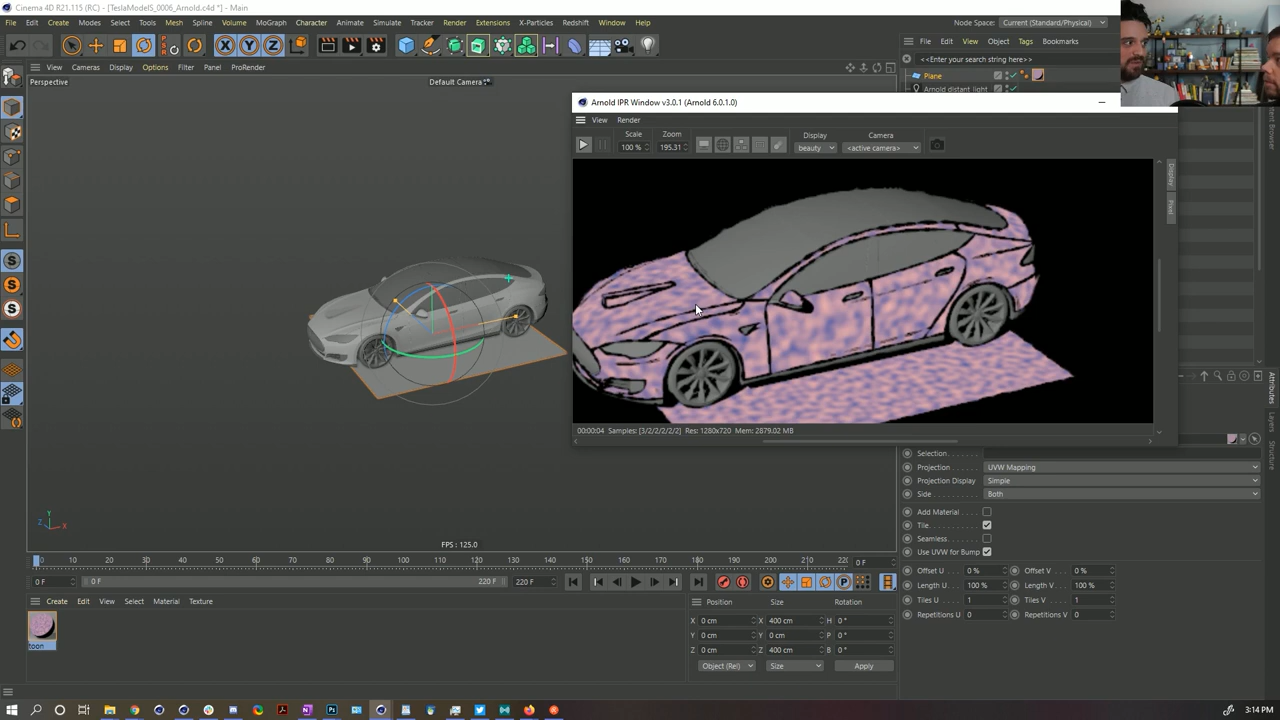 Cinema 4D R21.115 (RC) - [TeslaModelS_0006_Arnold.c4d *] - Main
File Edit Create Modes Select Tools Mesh Spline Volume MoGraph Character Animate Simulate Tracker Render Extensions X-Particles Redshift Window Help
Node Space: Current (Standard/Physical)
File Edit View Object Tags Bookmarks
<<Enter your search string here>>
View Cameras Display Options Filter Panel ProRender
Perspective
Default Camera
Plane
Arnold distant_light
Arnold IPR Window v3.0.1 (Arnold 6.0.1.0)
View Render
Scale Zoom Display Camera
100 % 195.31 beauty <active camera>
Display
Pixel
00:00:04 Samples: [3/2/2/2/2/2] Res: 1280x720 Mem: 2879.02 MB
Content Browser
Attributes
Layers
Structure
Selection
Projection UVW Mapping
Projection Display Simple
Side Both
Add Material
Tile
Seamless
Use UVW for Bump
Offset U 0 % Offset V 0 %
Length U 100 % Length V 100 %
Tiles U 1 Tiles V 1
Repetitions U 0 Repetitions V 0
Y
Z X
FPS : 125.0
0 10 20 30 40 50 60 70 80 90 100 110 120 130 140 150 160 170 180 190 200 210 220 0 F
0 F 0 F 220 F 220 F
Create Edit View Select Material Texture
toon
Position Size Rotation
X 0 cm X 400 cm H 0 °
Y 0 cm Y 0 cm P 0 °
Z 0 cm Z 400 cm B 0 °
Object (Rel) Size Apply
3:14 PM